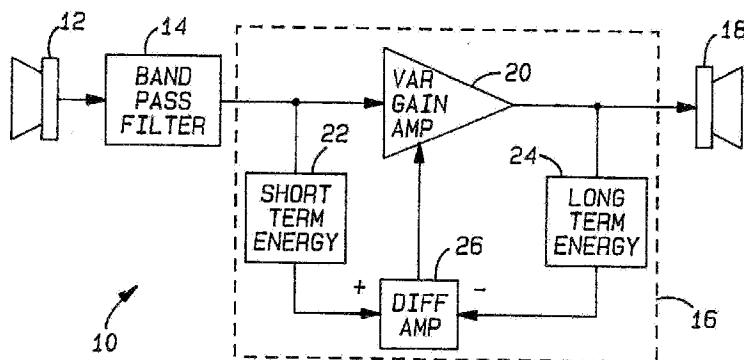 12
14
18
BAND
PASS
FILTER
VAR
GAIN
AMP
20
22
SHORT
TERM
ENERGY
24
LONG
TERM
ENERGY
26
+
DIFF
AMP
-
16
10